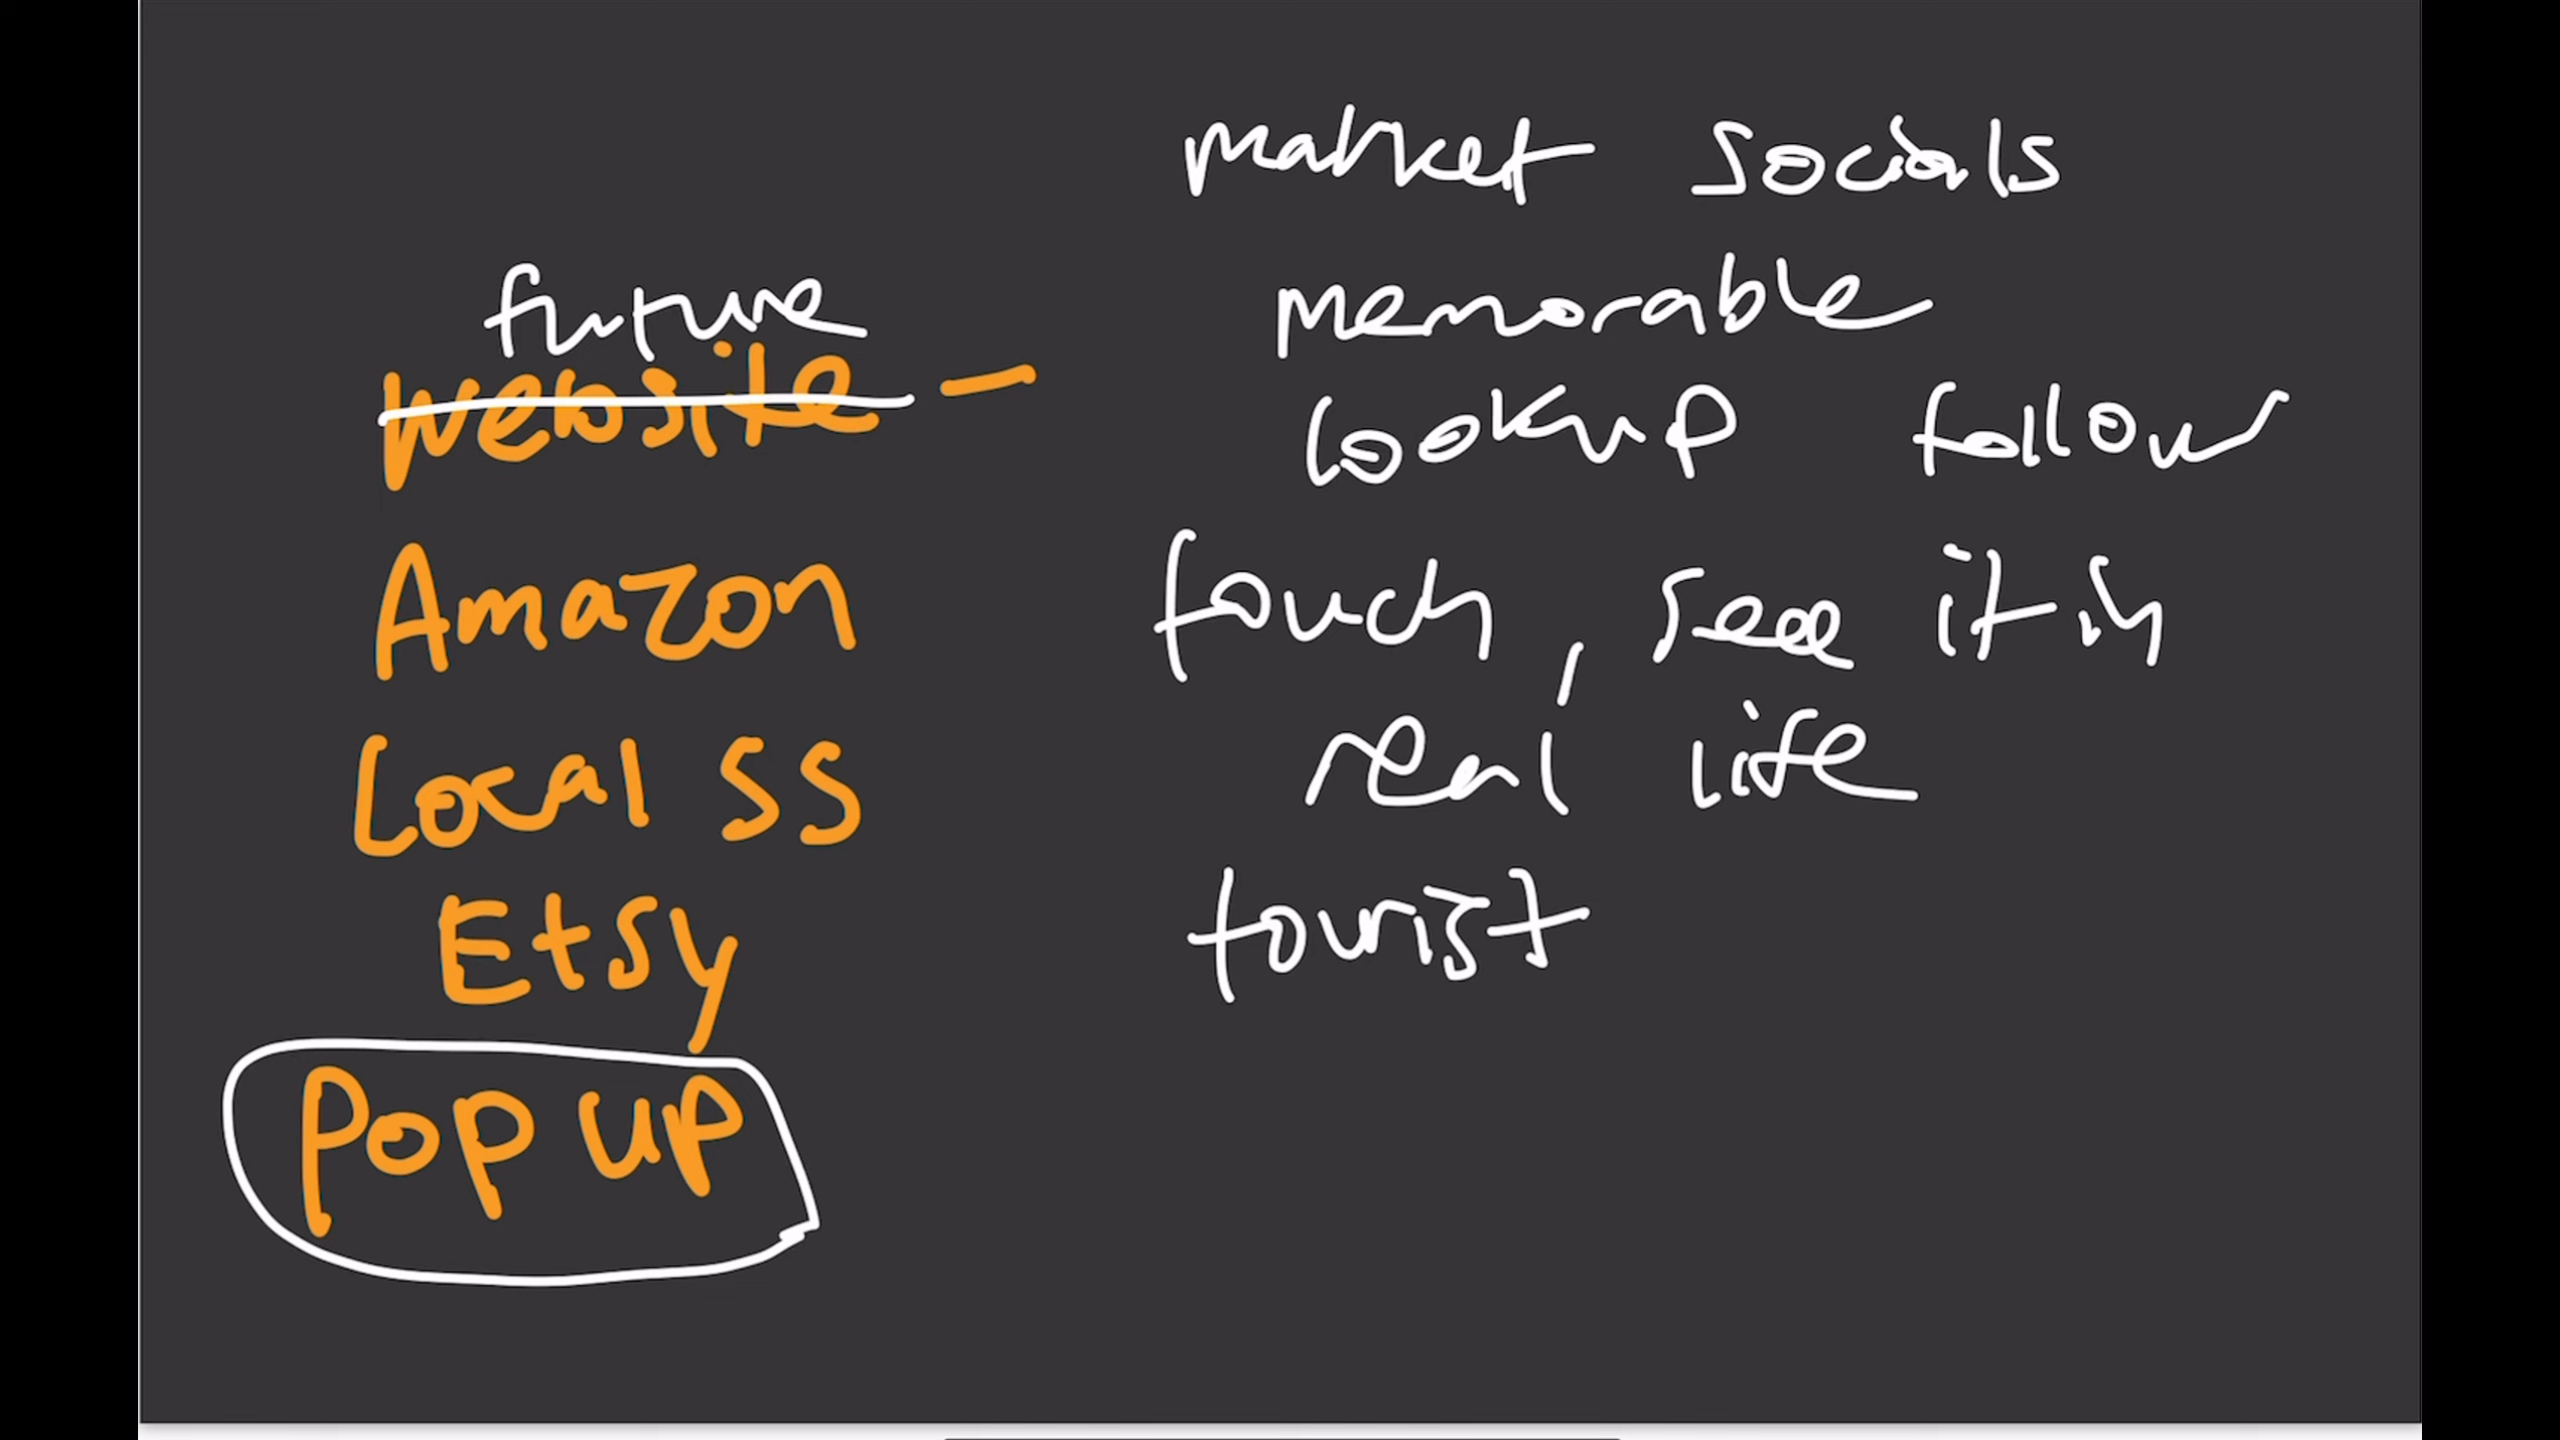 market socials
memorable
lookup follow
touch, see it in
real life
tourist
future
website -
Amazon
Local SS
Etsy
Pop up